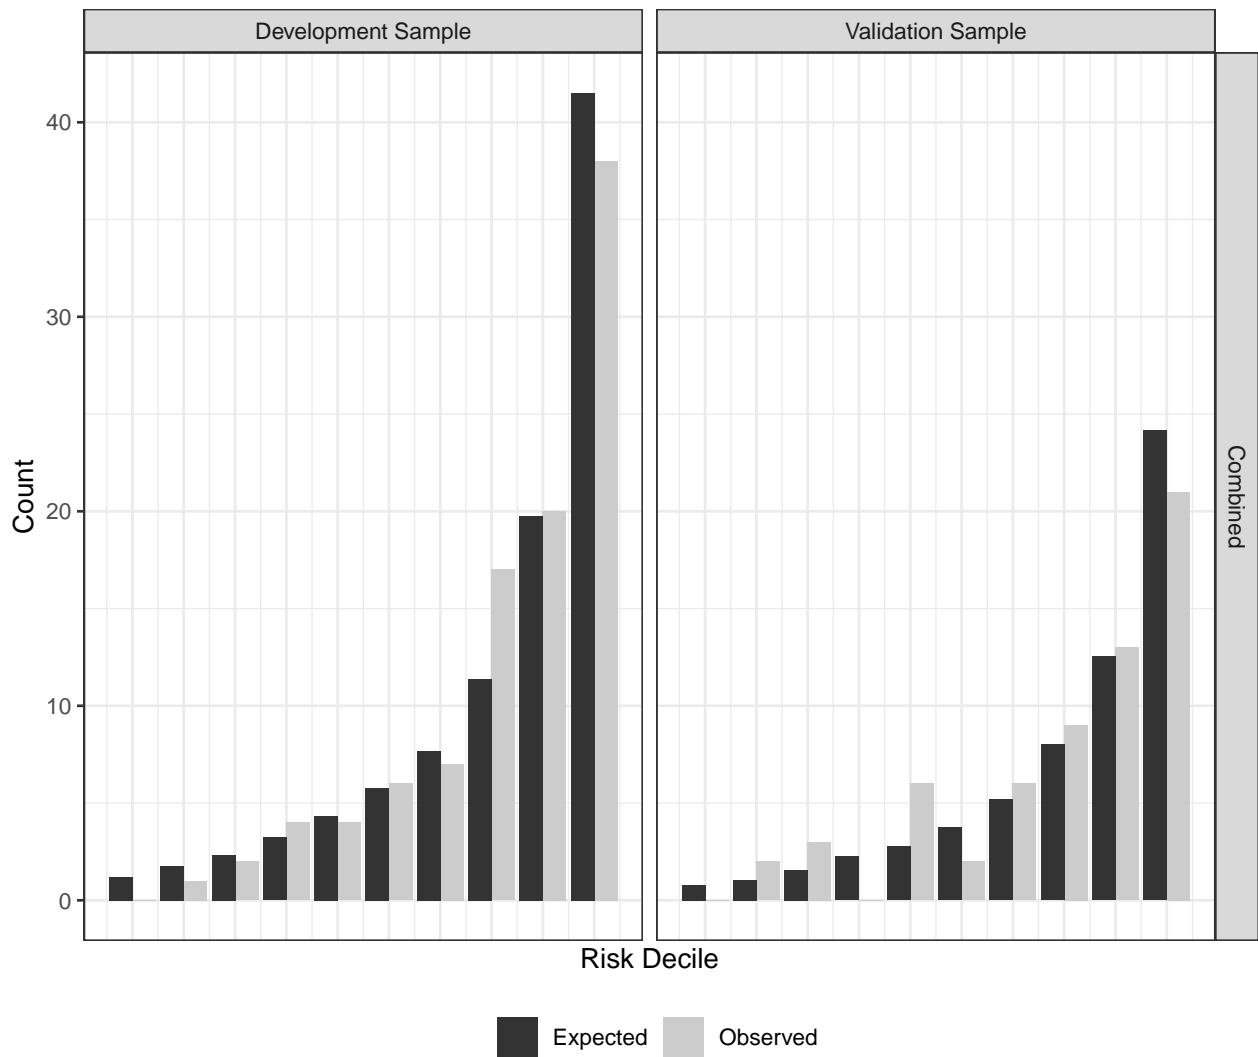 Development Sample
Validation Sample
Combined
Count
40
30
20
10
0
Risk Decile
Expected
Observed